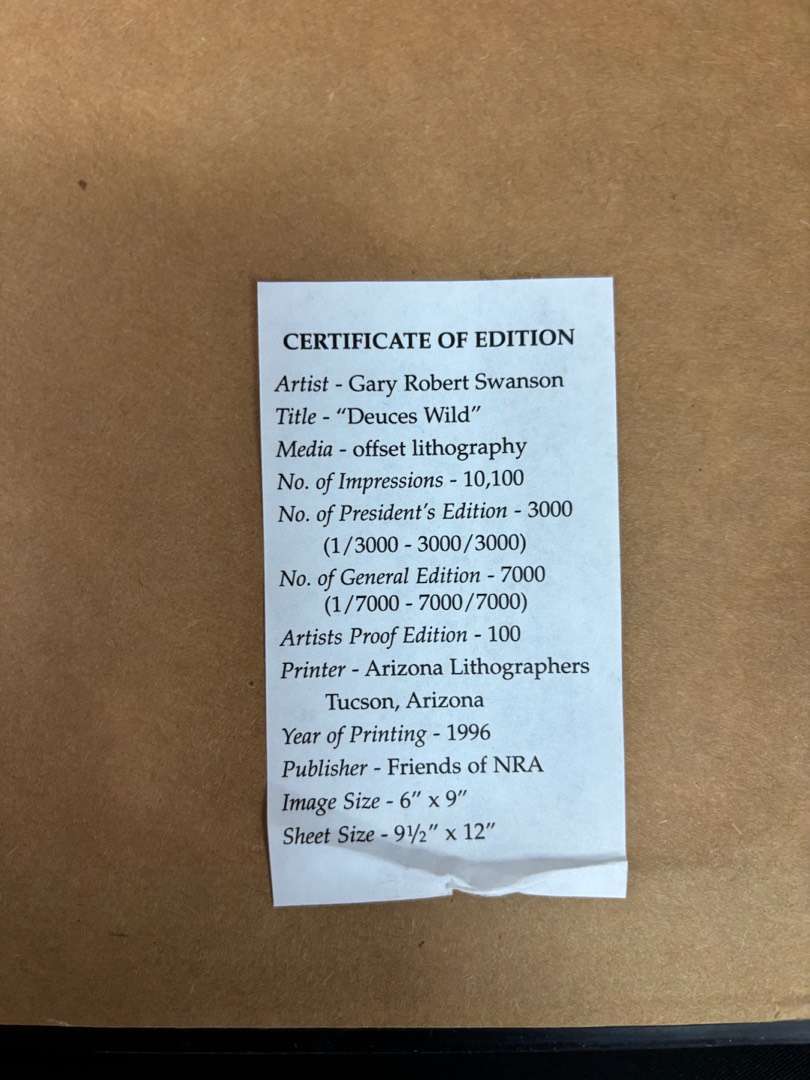 CERTIFICATE OF EDITION
Artist - Gary Robert Swanson
Title - “Deuces Wild”
Media - offset lithography
No. of Impressions - 10,100
No. of President’s Edition - 3000
(1/3000 - 3000/3000)
No. of General Edition - 7000
(1/7000 - 7000/7000)
Artists Proof Edition - 100
Printer - Arizona Lithographers
Tucson, Arizona
Year of Printing - 1996
Publisher - Friends of NRA
Image Size - 6” x 9”
Sheet Size - 9½” x 12”